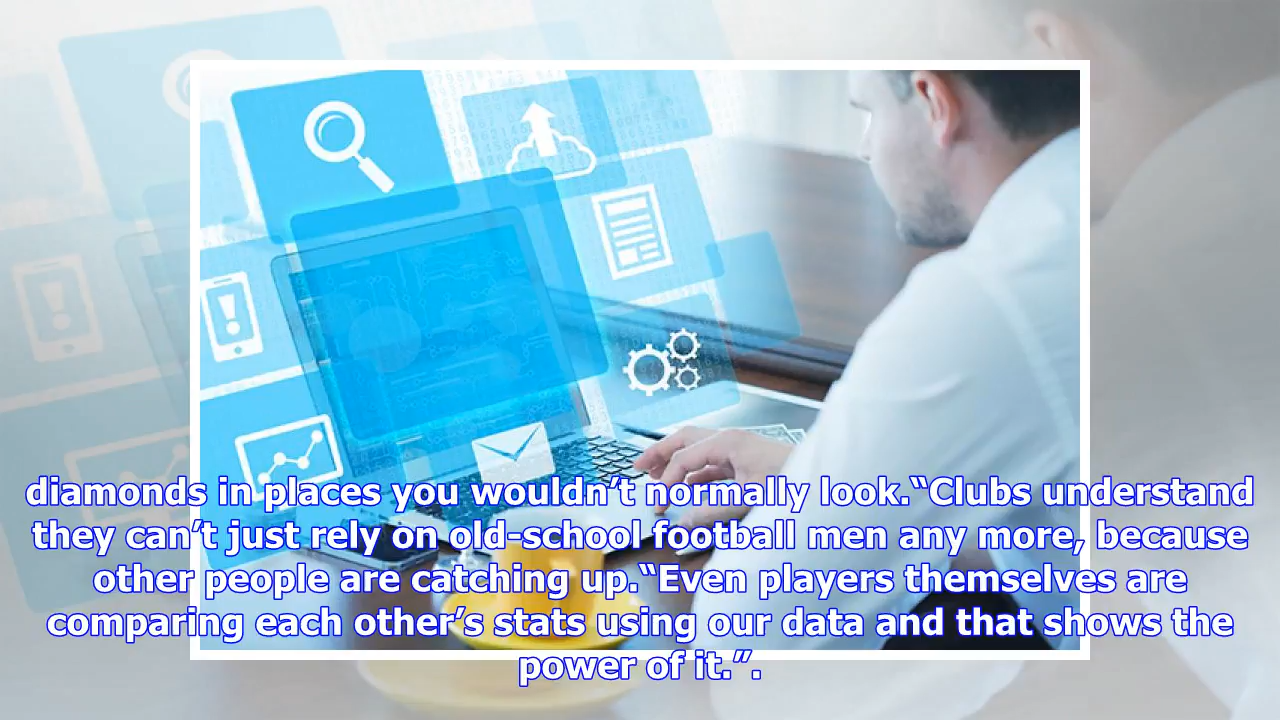 diamonds in places you wouldn’t normally look.“Clubs understand
they can’t just rely on old-school football men any more, because
other people are catching up.“Even players themselves are
comparing each other’s stats using our data and that shows the
power of it.”.